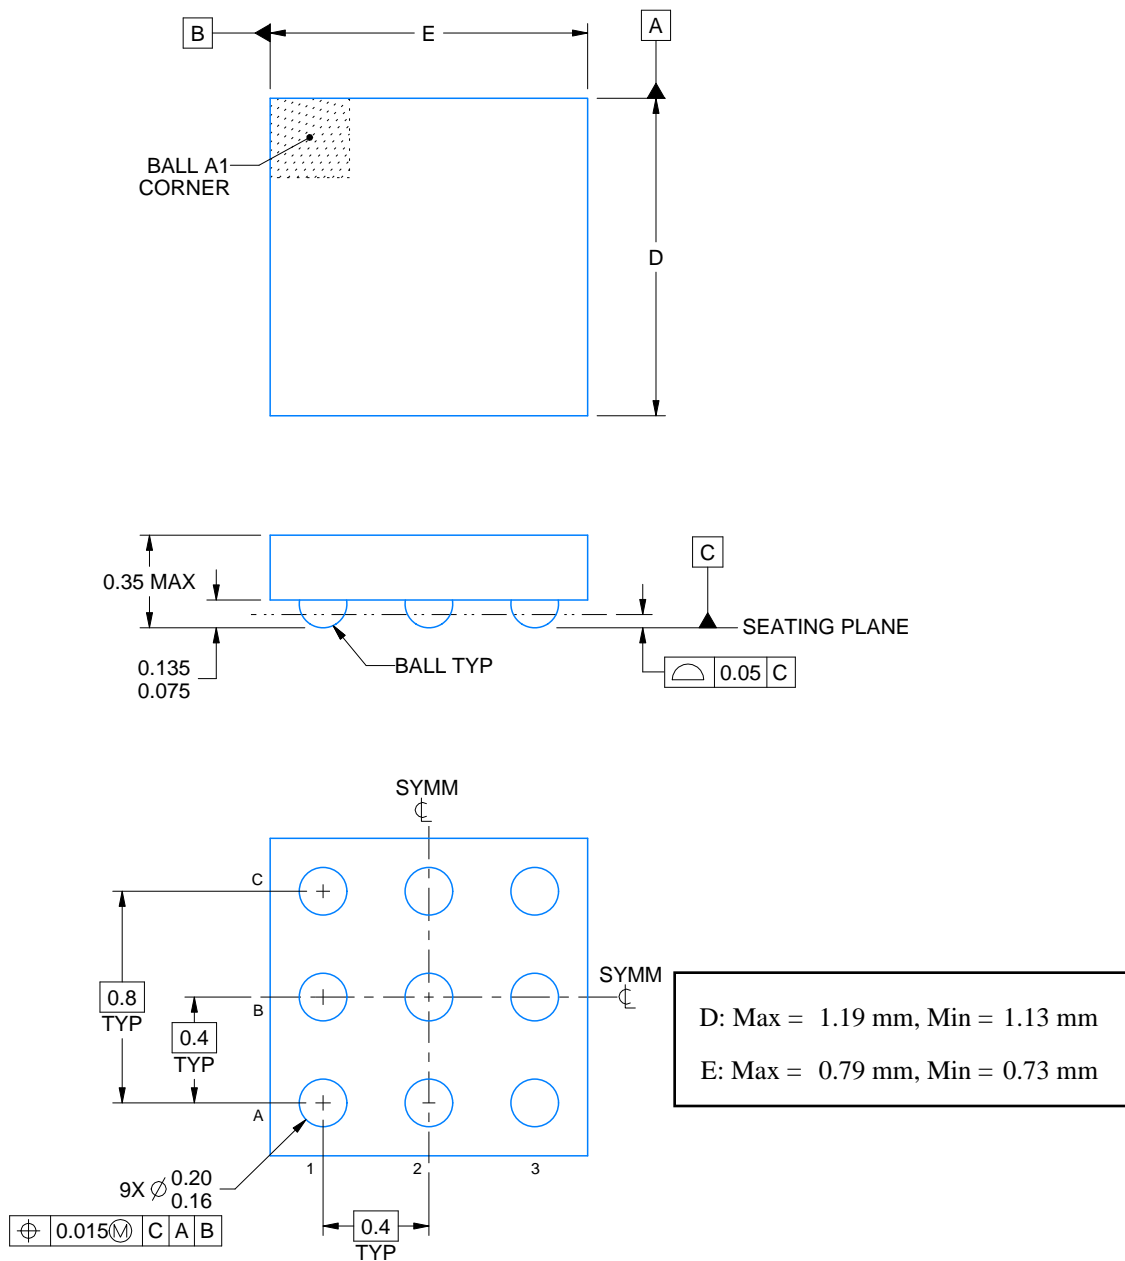 B
E
A
BALL A1
CORNER
D
C
0.35 MAX
SEATING PLANE
0.135
0.075
BALL TYP
0.05 C
SYMM
C
SYMM
0.8
TYP
B
0.4
TYP
D: Max = 1.19 mm, Min = 1.13 mm
E: Max = 0.79 mm, Min = 0.73 mm
A
1 2 3
9X ⌀ 0.20
0.16
⌖ 0.015Ⓜ C A B
0.4
TYP